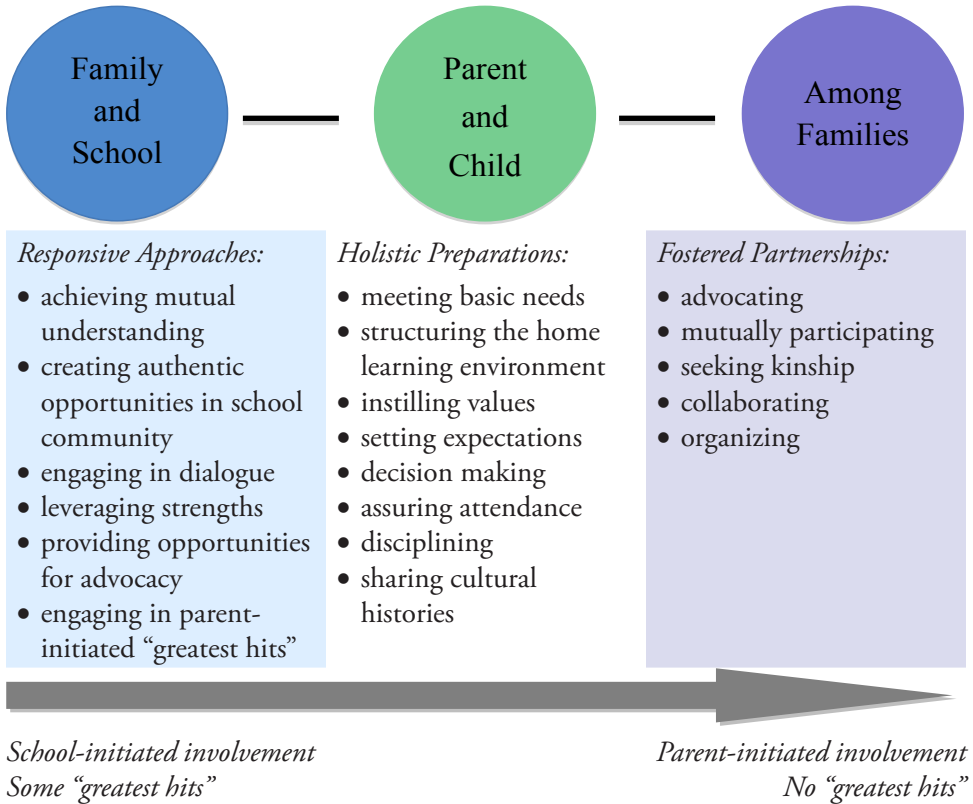 Family
and
School
Parent
and
Child
Among
Families
Responsive Approaches:
• achieving mutual
understanding
• creating authentic
opportunities in school
community
• engaging in dialogue
• leveraging strengths
• providing opportunities
for advocacy
• engaging in parent-
initiated “greatest hits”
Holistic Preparations:
• meeting basic needs
• structuring the home
learning environment
• instilling values
• setting expectations
• decision making
• assuring attendance
• disciplining
• sharing cultural
histories
Fostered Partnerships:
• advocating
• mutually participating
• seeking kinship
• collaborating
• organizing
School-initiated involvement
Some “greatest hits”
Parent-initiated involvement
No “greatest hits”